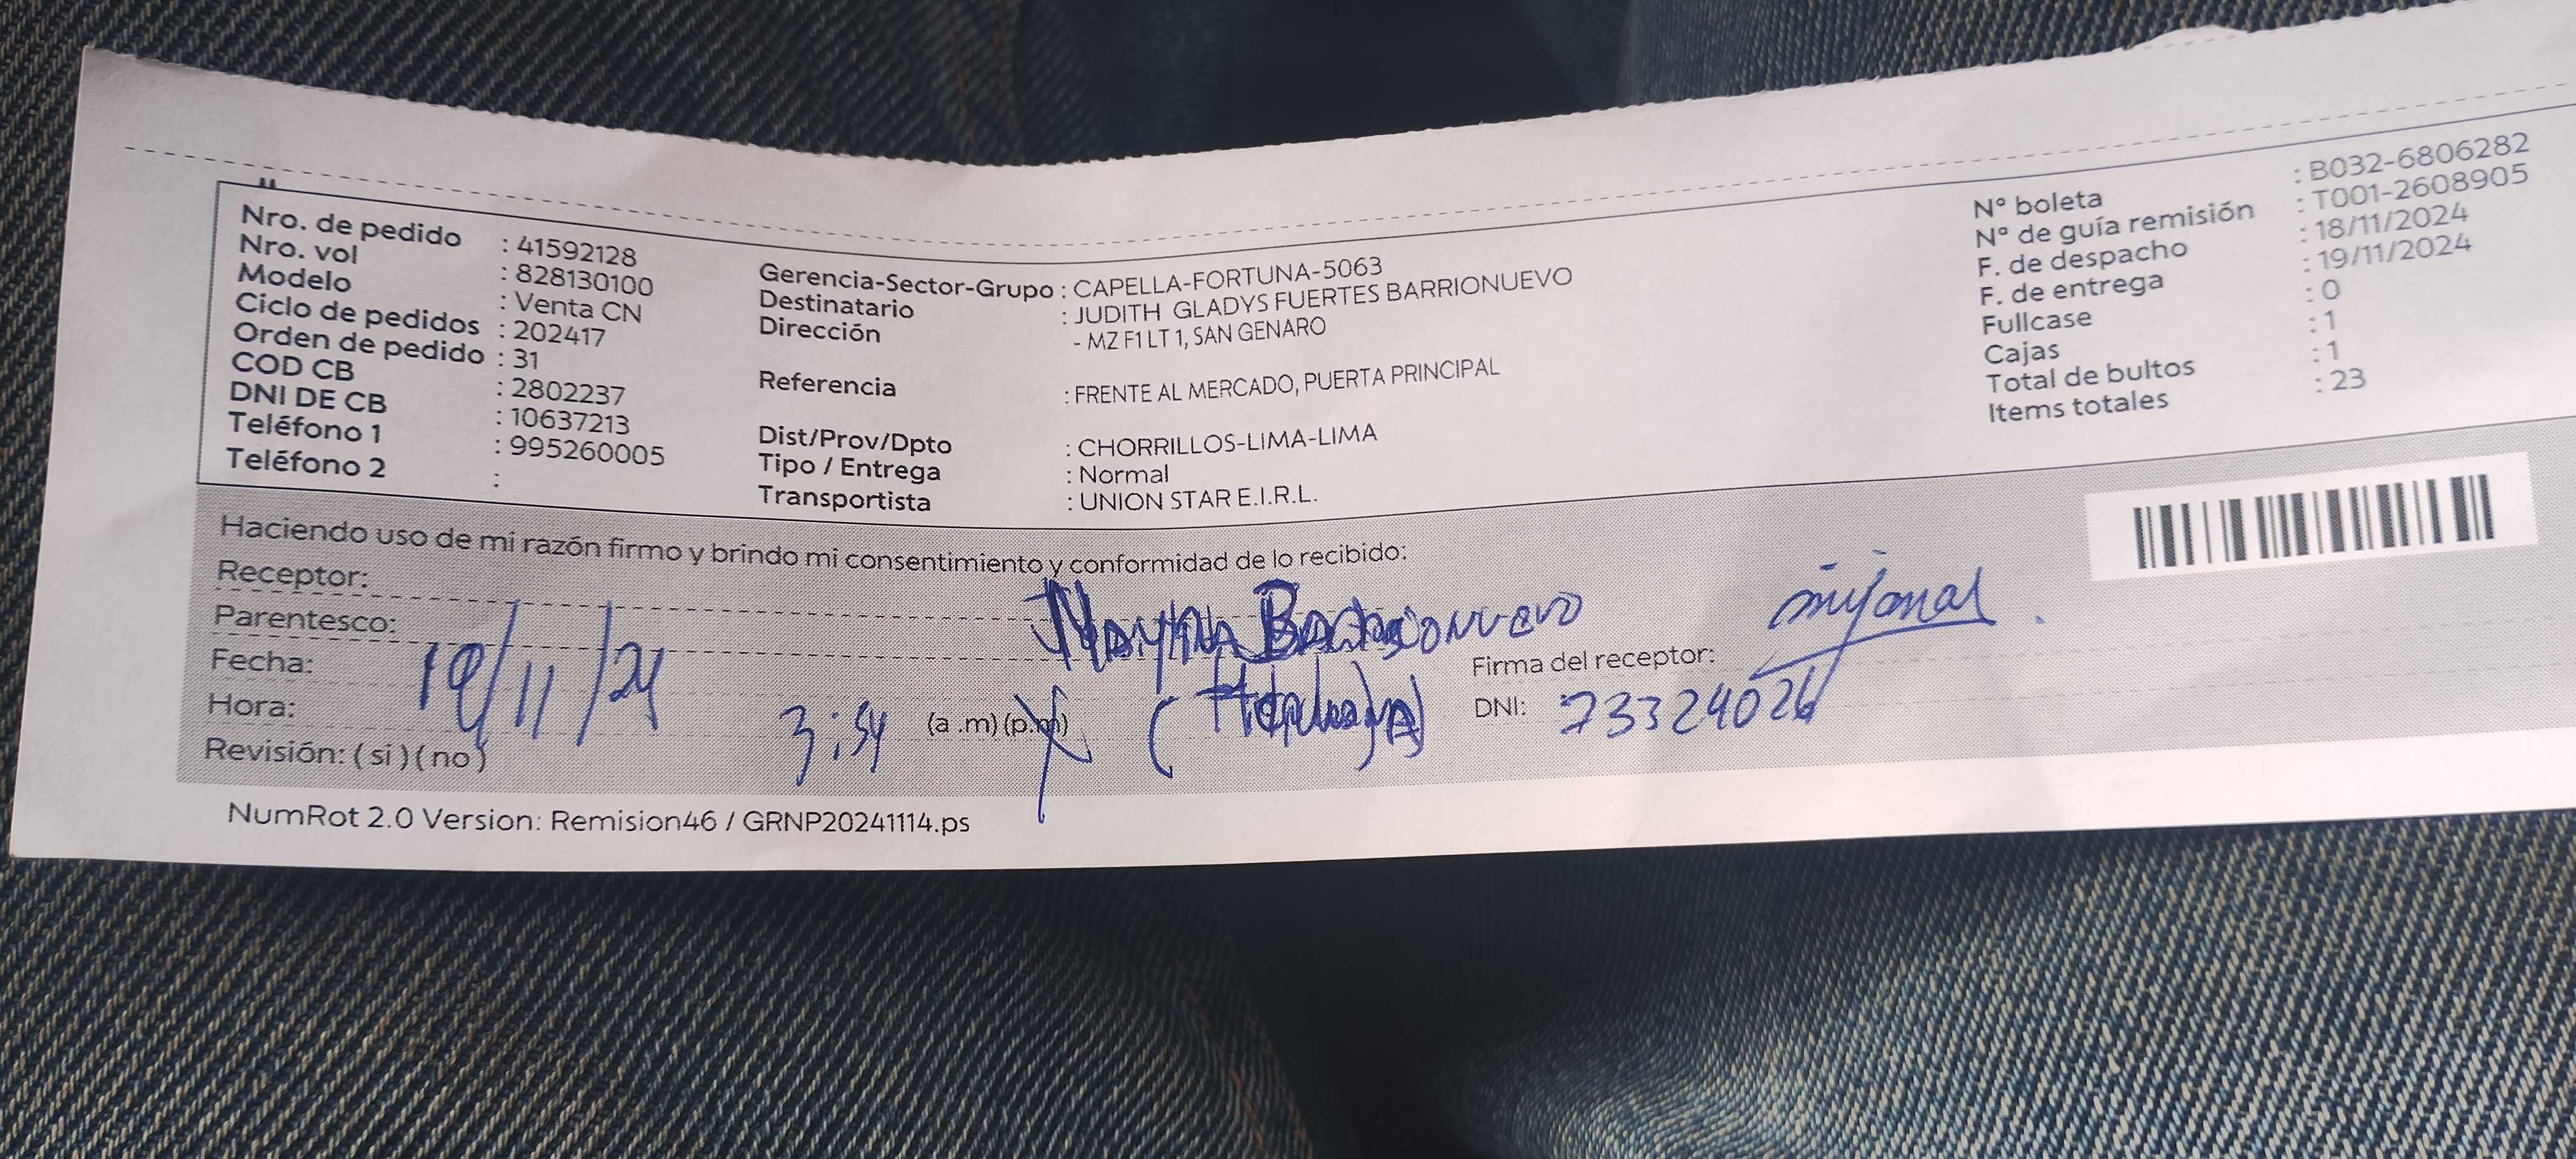 Nro. de pedido : 41592128
Nro. vol : 828130100
Modelo : Venta CN
Ciclo de pedidos : 202417
Orden de pedido : 31
COD CB : 2802237
DNI DE CB : 10637213
Teléfono 1 : 995260005
Teléfono 2 :
Gerencia-Sector-Grupo : CAPELLA-FORTUNA-5063
Destinatario : JUDITH GLADYS FUERTES BARRIONUEVO
Dirección - MZ F1 LT 1, SAN GENARO
Referencia : FRENTE AL MERCADO, PUERTA PRINCIPAL
Dist/Prov/Dpto : CHORRILLOS-LIMA-LIMA
Tipo / Entrega : Normal
Transportista : UNION STAR E.I.R.L.
N° boleta : B032-6806282
N° de guía remisión : T001-2608905
F. de despacho : 18/11/2024
F. de entrega : 19/11/2024
Fullcase : 0
Cajas : 1
Total de bultos : 1
Items totales : 23
Haciendo uso de mi razón firmo y brindo mi consentimiento y conformidad de lo recibido:
Receptor: Barrionuevo
Parentesco:
Fecha: 19/11/24
Hora: 3:54 (a .m) (p.m)
Revisión: ( si ) ( no )
Firma del receptor:
DNI: 73324026
NumRot 2.0 Version: Remision46 / GRNP20241114.ps